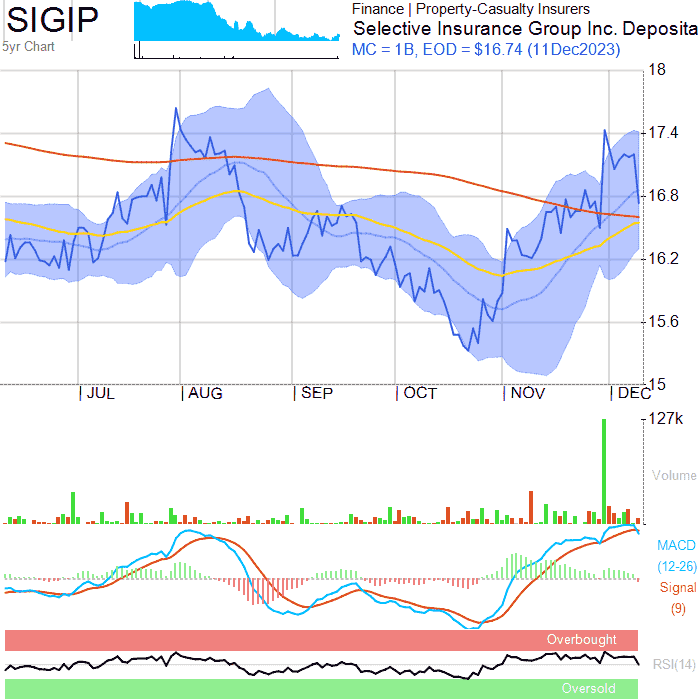 SIGIP
5yr Chart
Finance | Property-Casualty Insurers
Selective Insurance Group Inc. Deposita
MC = 1B, EOD = $16.74 (11Dec2023)
18
17.4
16.8
16.2
15.6
15
JUL AUG SEP OCT NOV DEC
127k
Volume
MACD
(12-26)
Signal
(9)
Overbought
RSI(14)
Oversold